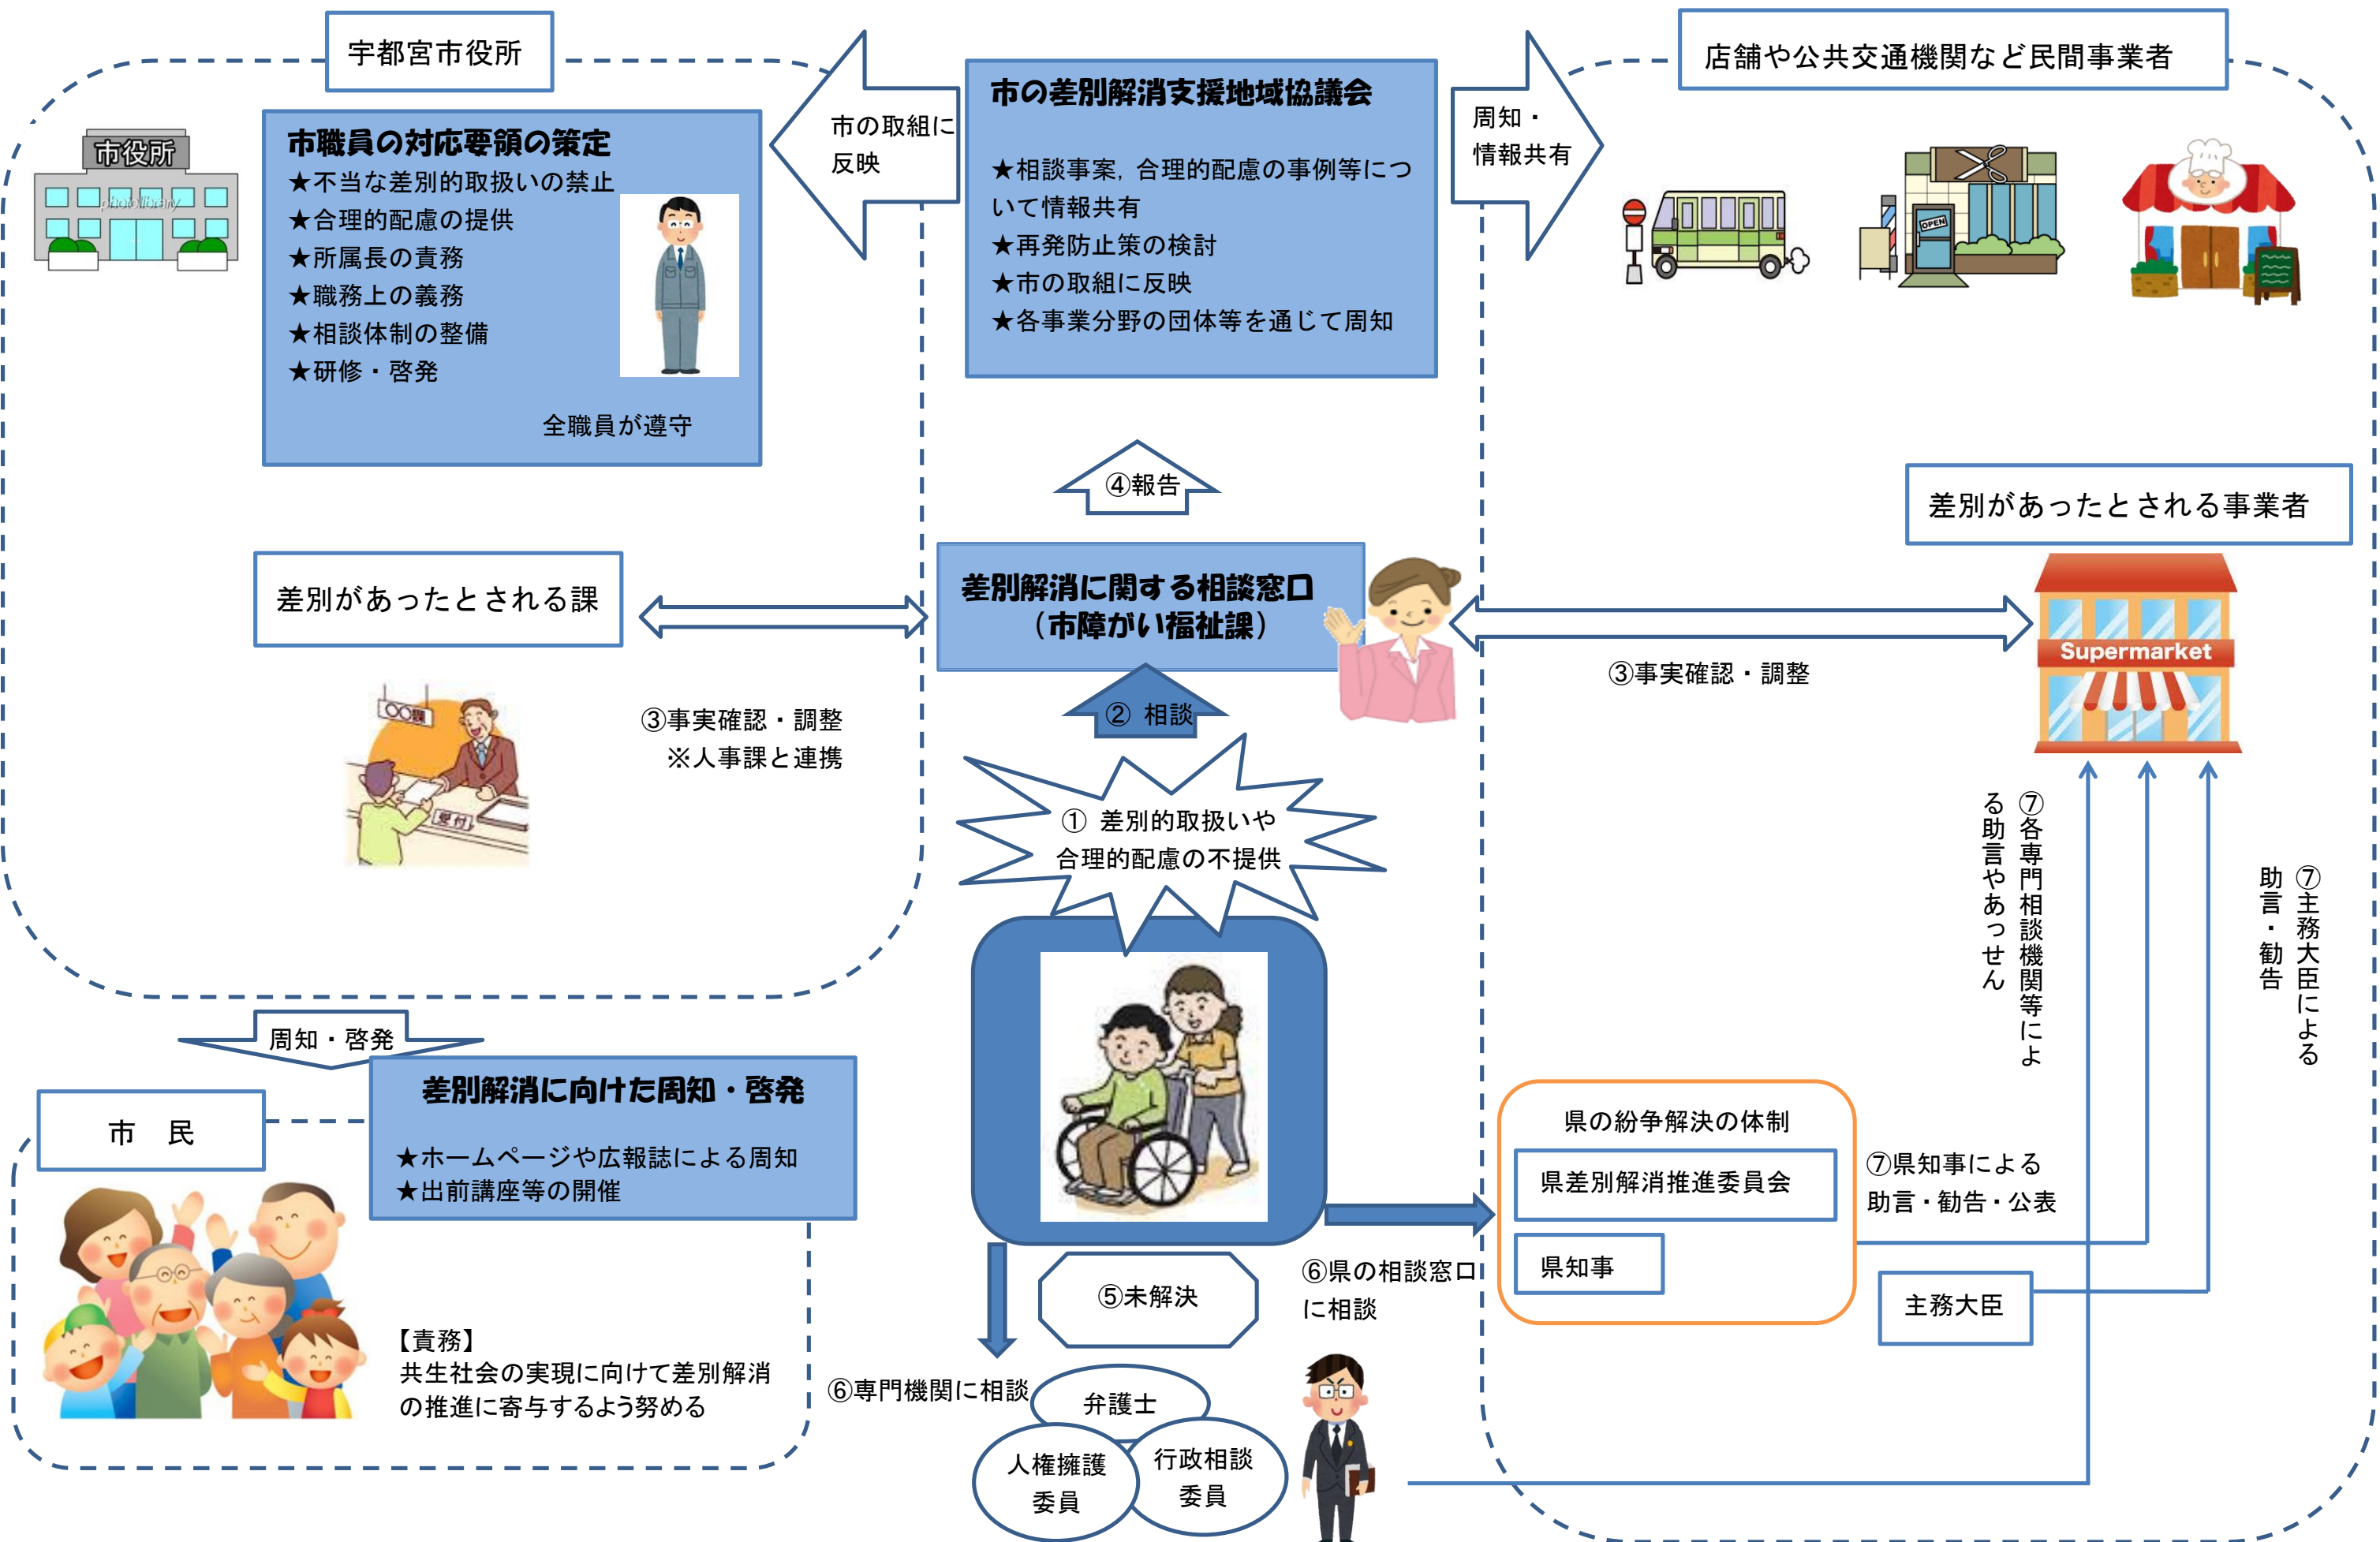 宇都宮市役所
市役所
photolibrary
市職員の対応要領の策定
★不当な差別的取扱いの禁止
★合理的配慮の提供
★所属長の責務
★職務上の義務
★相談体制の整備
★研修・啓発
全職員が遵守
市の取組に
反映
市の差別解消支援地域協議会
★相談事案,合理的配慮の事例等につ
いて情報共有
★再発防止策の検討
★市の取組に反映
★各事業分野の団体等を通じて周知
周知・
情報共有
店舗や公共交通機関など民間事業者
OPEN
④報告
差別があったとされる課
差別解消に関する相談窓口
(市障がい福祉課)
差別があったとされる事業者
Supermarket
③事実確認・調整
〇〇課
受付
③事実確認・調整
※人事課と連携
② 相談
① 差別的取扱いや
合理的配慮の不提供
⑦各専門相談機関等によ
る助言やあっせん
⑦主務大臣による
助言・勧告
周知・啓発
差別解消に向けた周知・啓発
★ホームページや広報誌による周知
★出前講座等の開催
市 民
【責務】
共生社会の実現に向けて差別解消
の推進に寄与するよう努める
県の紛争解決の体制
県差別解消推進委員会
県知事
⑦県知事による
助言・勧告・公表
主務大臣
⑤未解決
⑥県の相談窓口
に相談
⑥専門機関に相談
弁護士
人権擁護
委員
行政相談
委員